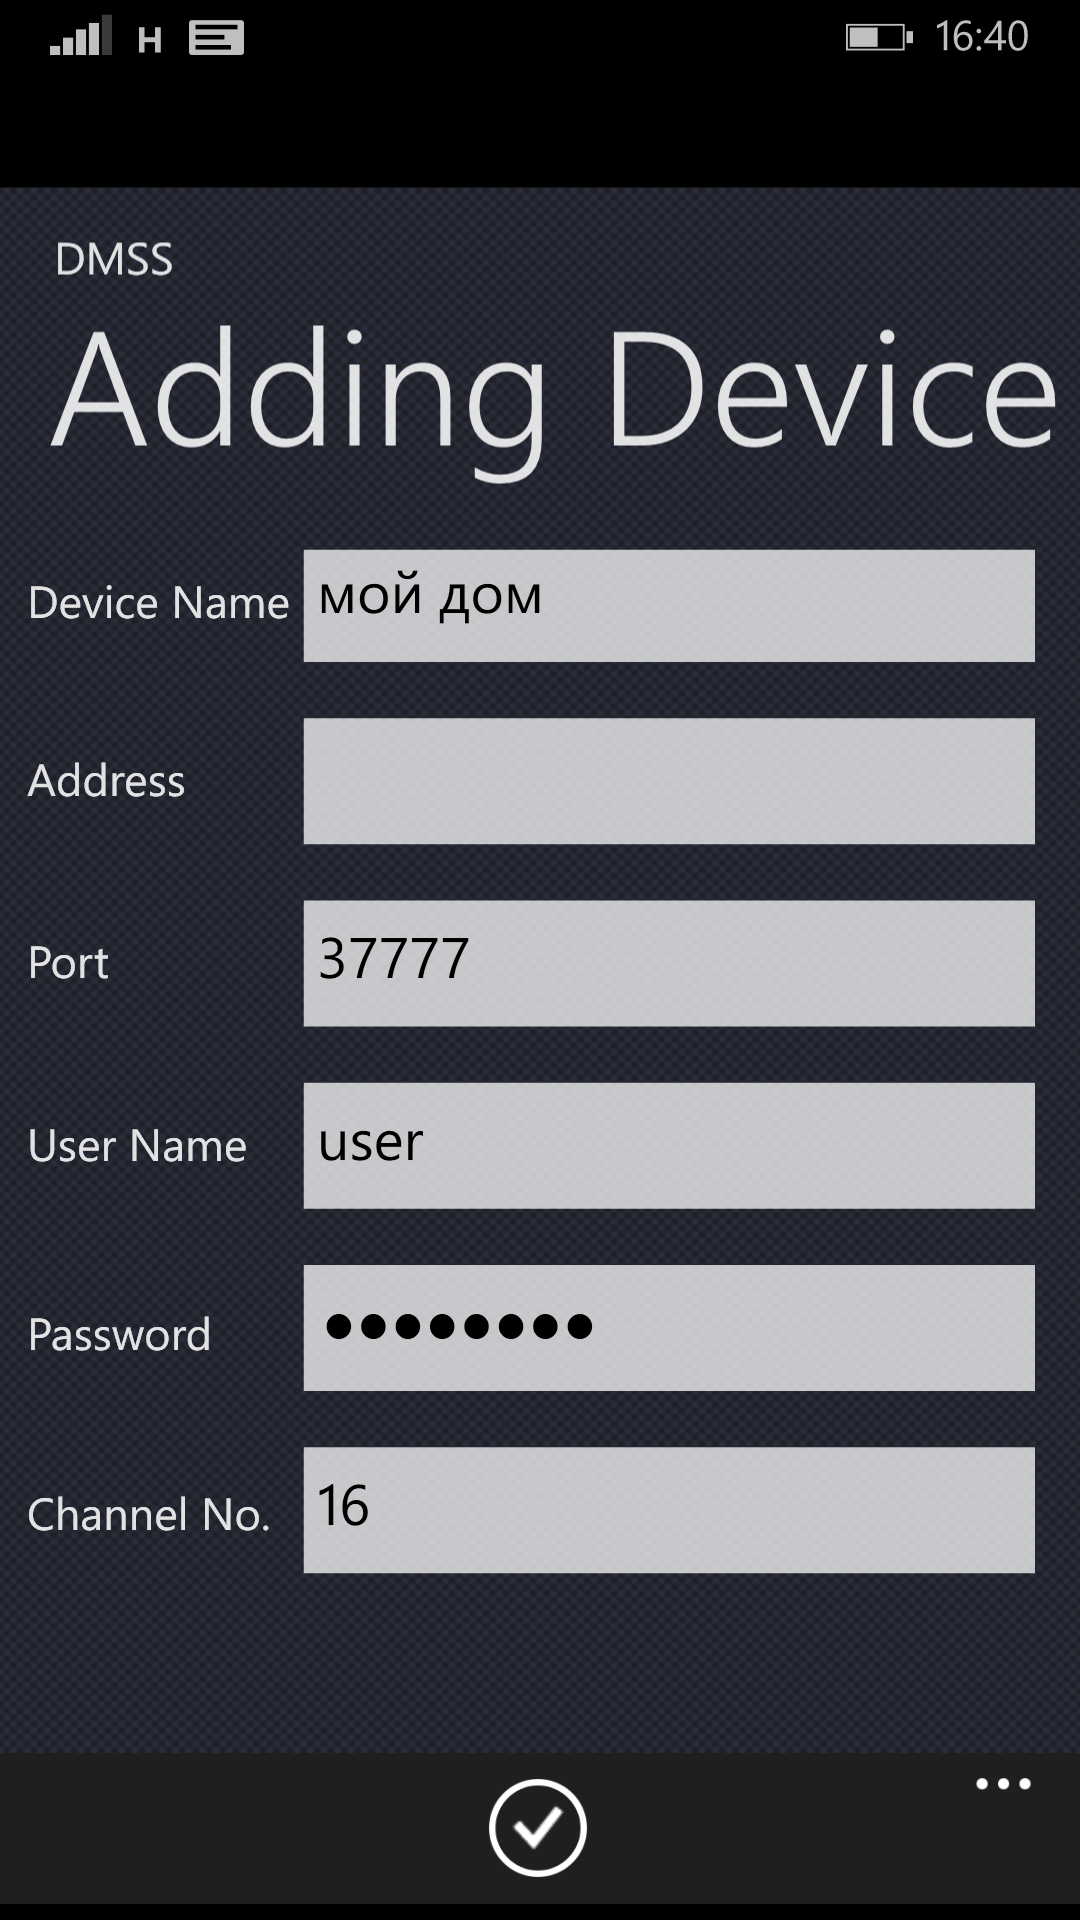 H
16:40
DMSS
Adding Device
Device Name мой дом
Address
Port 37777
User Name user
Password ●●●●●●●●
Channel No. 16